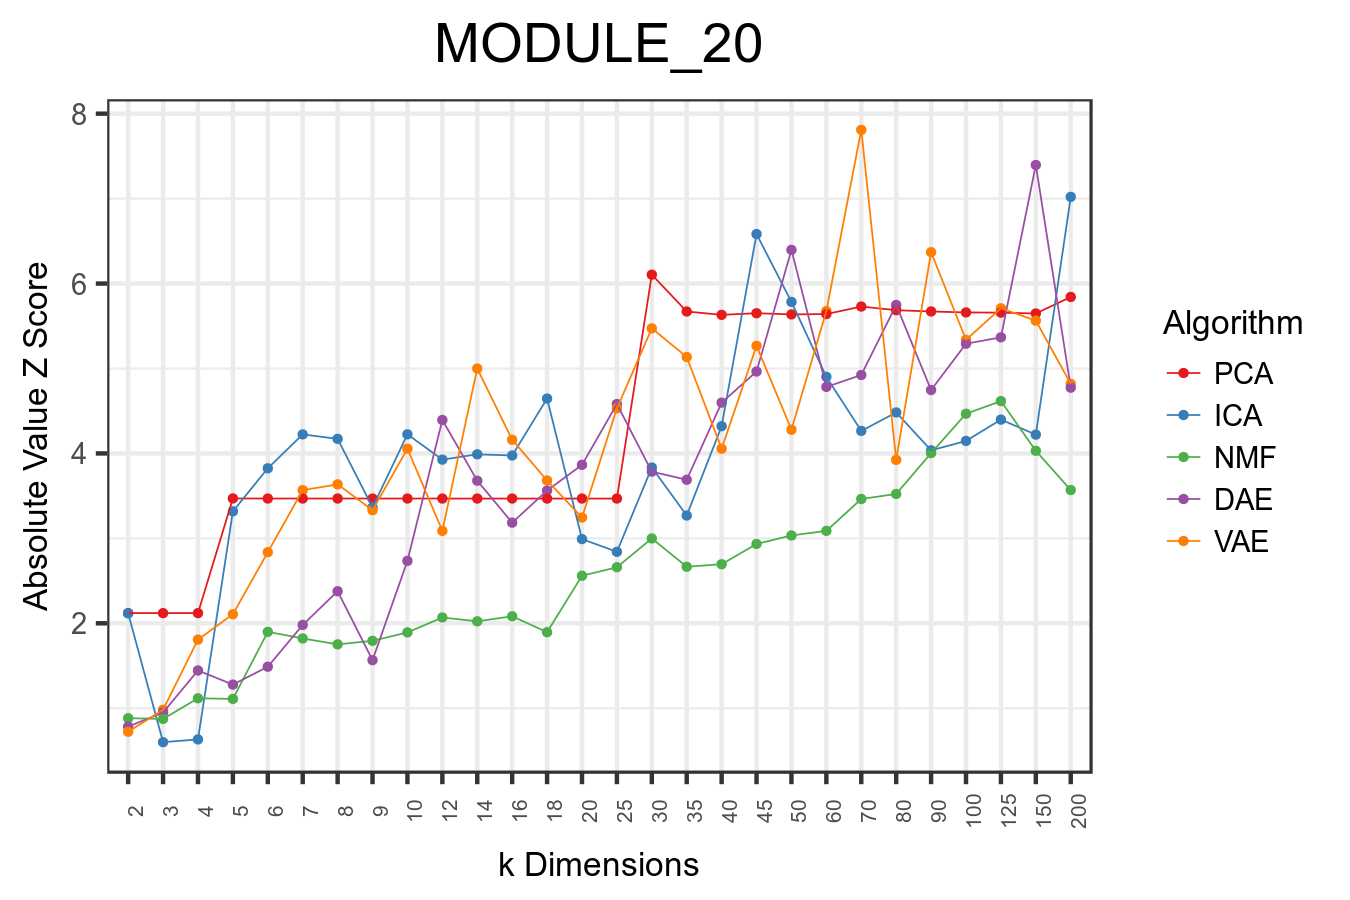 MODULE_20
Absolute Value Z Score
8
6
4
2
2 3 4 5 6 7 8 9 10 12 14 16 18 20 25 30 35 40 45 50 60 70 80 90 100 125 150 200
k Dimensions
Algorithm
PCA
ICA
NMF
DAE
VAE